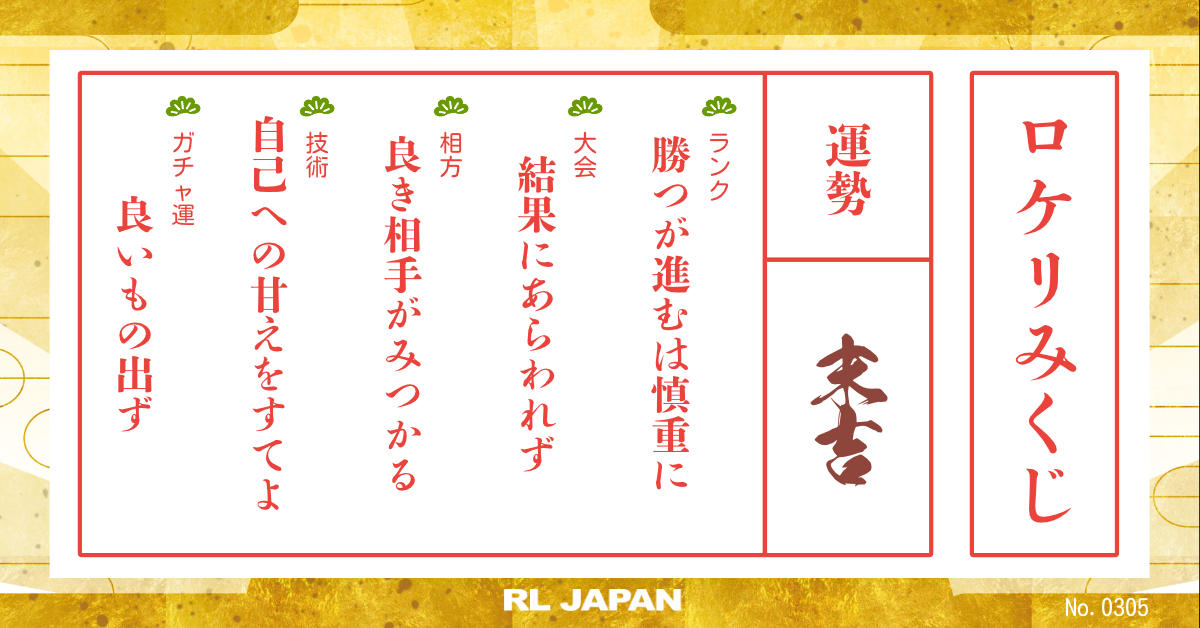 ロケリみくじ
運勢
末吉
ランク
勝つが進むは慎重に
大会
結果にあらわれず
相方
良き相手がみつかる
技術
自己への甘えをすてよ
ガチャ運
良いもの出ず
RL JAPAN
No. 0305